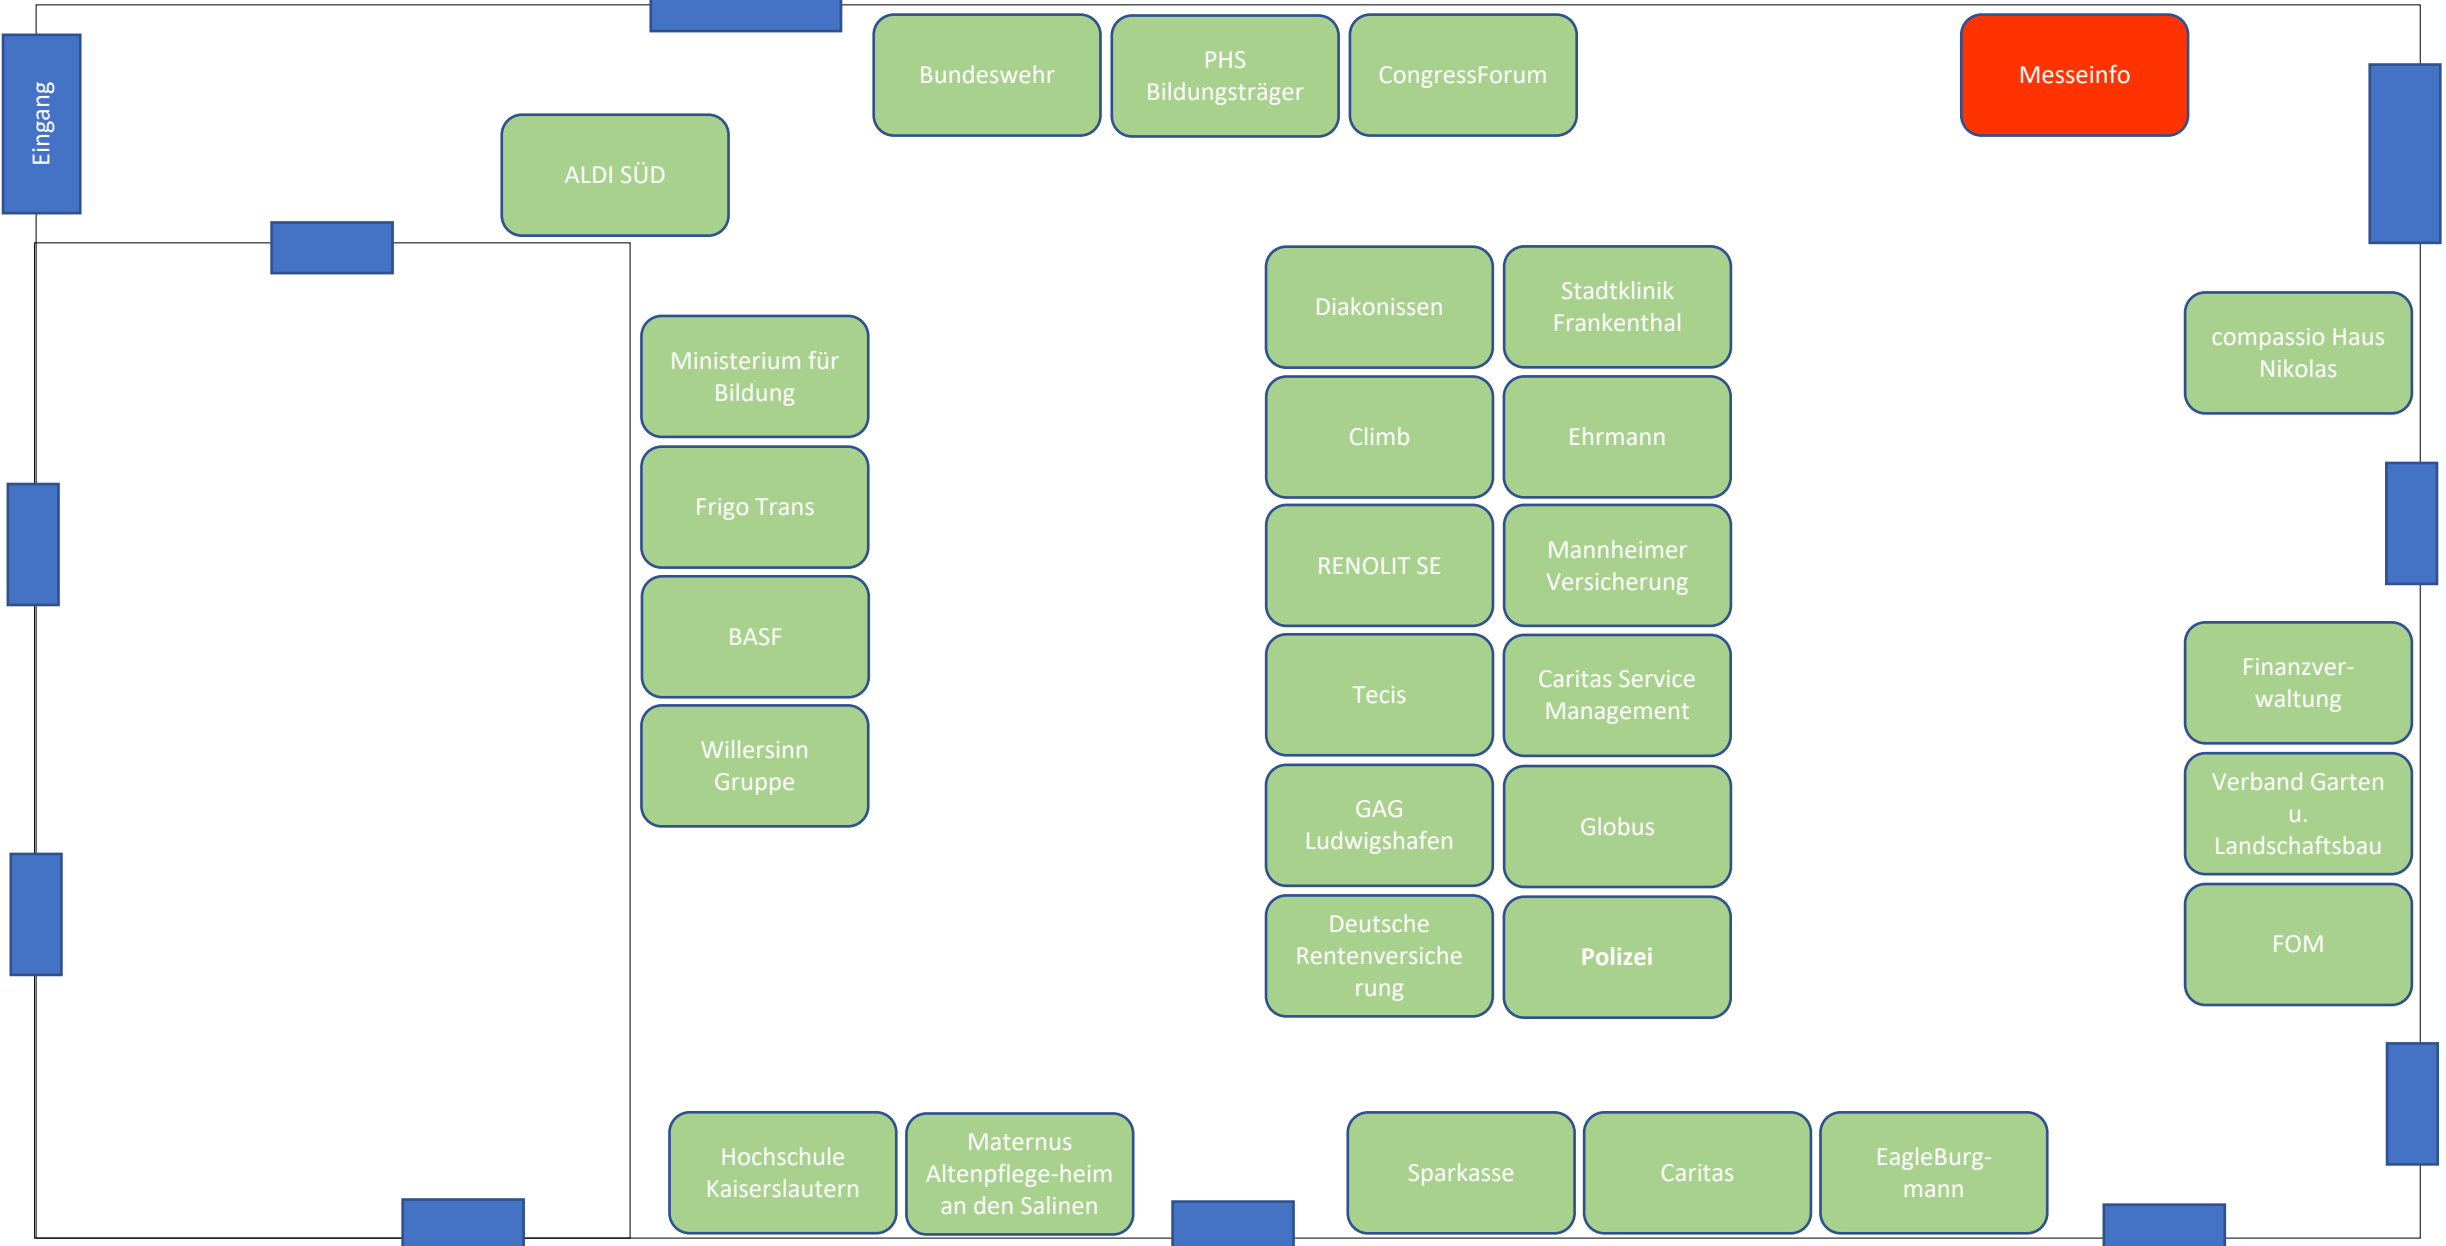 Eingang
Bundeswehr
PHS
Bildungsträger
CongressForum
Messeinfo
ALDI SÜD
Ministerium für
Bildung
Frigo Trans
BASF
Willersinn
Gruppe
Diakonissen
Stadtklinik
Frankenthal
Climb
Ehrmann
RENOLIT SE
Mannheimer
Versicherung
Tecis
Caritas Service
Management
GAG
Ludwigshafen
Globus
Deutsche
Rentenversiche
rung
Polizei
compassio Haus
Nikolas
Finanzver-
waltung
Verband Garten
u.
Landschaftsbau
FOM
Hochschule
Kaiserslautern
Maternus
Altenpflege-heim
an den Salinen
Sparkasse
Caritas
EagleBurg-
mann